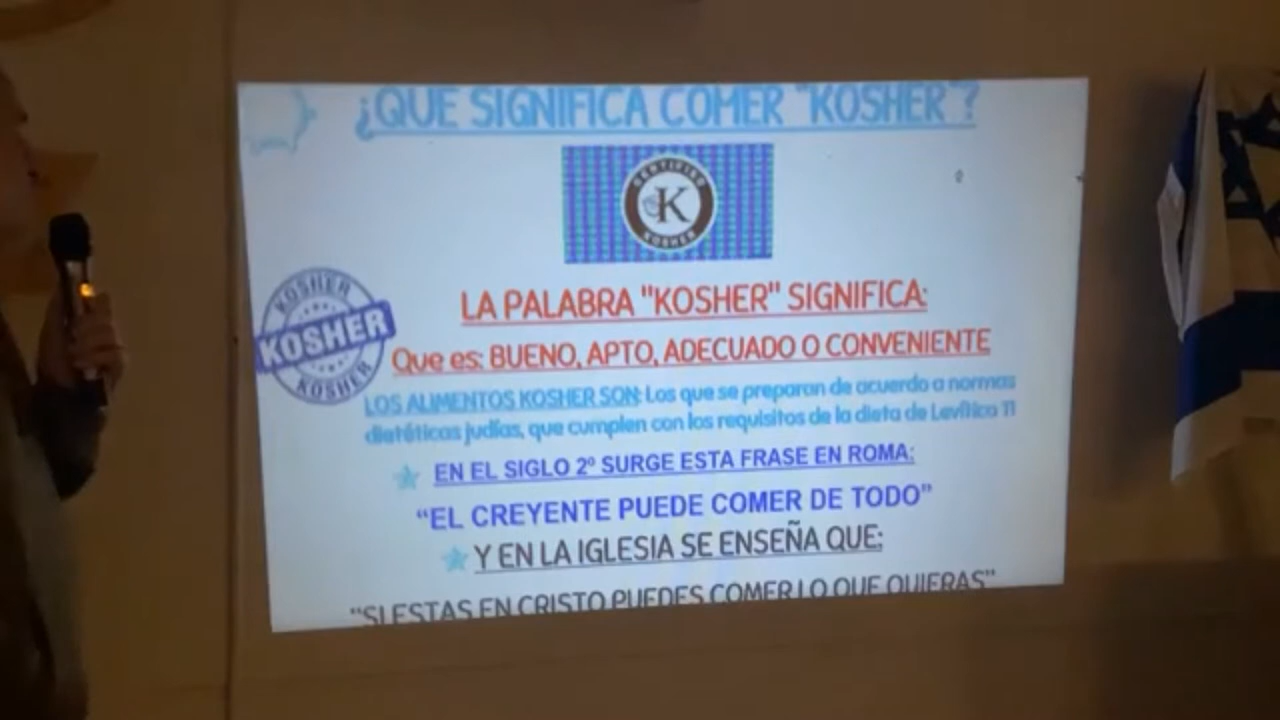 ¿QUE SIGNIFICA COMER "KOSHER"?
CERTIFIED
K
KOSHER
LA PALABRA "KOSHER" SIGNIFICA:
KOSHER
KOSHER
KOSHER
Que es: BUENO, APTO, ADECUADO O CONVENIENTE
LOS ALIMENTOS KOSHER SON: Los que se preparan de acuerdo a normas
dietéticas judías, que cumplen con los requisitos de la dieta de Levítico 11
EN EL SIGLO 2º SURGE ESTA FRASE EN ROMA:
“EL CREYENTE PUEDE COMER DE TODO”
Y EN LA IGLESIA SE ENSEÑA QUE:
“SI ESTAS EN CRISTO PUEDES COMER LO QUE QUIERAS”